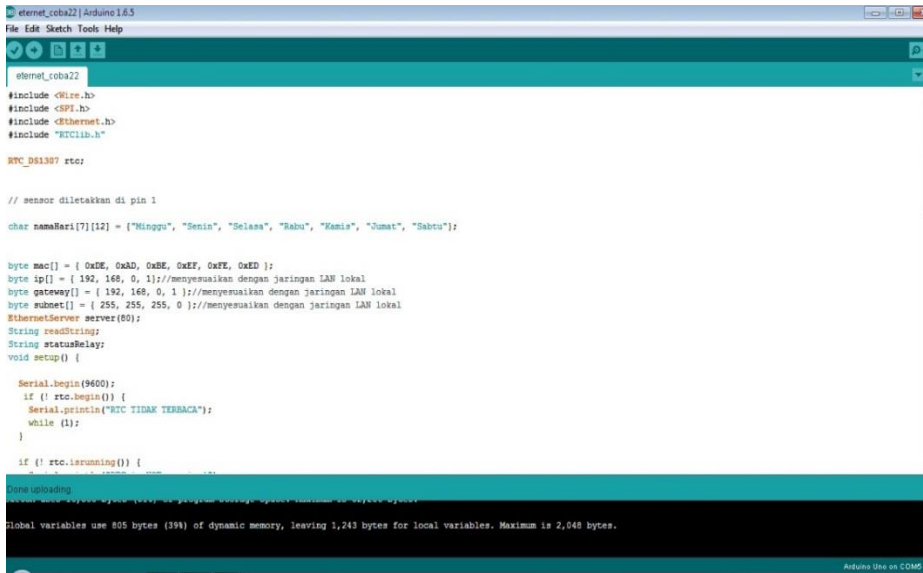 eternet_coba22 | Arduino 1.6.5
File Edit Sketch Tools Help
eternet_coba22
#include <Wire.h>
#include <SPI.h>
#include <Ethernet.h>
#include "RTClib.h"
RTC_DS1307 rtc;
// sensor diletakkan di pin 1
char namaHari[7][12] = {"Minggu", "Senin", "Selasa", "Rabu", "Kamis", "Jumat", "Sabtu"};
byte mac[] = { 0xDE, 0xAD, 0xBE, 0xEF, 0xFE, 0xED };
byte ip[] = { 192, 168, 0, 1};//menyesuaikan dengan jaringan LAN lokal
byte gateway[] = { 192, 168, 0, 1 };//menyesuaikan dengan jaringan LAN lokal
byte subnet[] = { 255, 255, 255, 0 };//menyesuaikan dengan jaringan LAN lokal
EthernetServer server(80);
String readString;
String statusRelay;
void setup() {
Serial.begin(9600);
if (! rtc.begin()) {
Serial.println("RTC TIDAK TERBACA");
while (1);
}
if (! rtc.isrunning()) {
Done uploading.
Global variables use 805 bytes (39%) of dynamic memory, leaving 1,243 bytes for local variables. Maximum is 2,048 bytes.
Arduino Uno on COM5